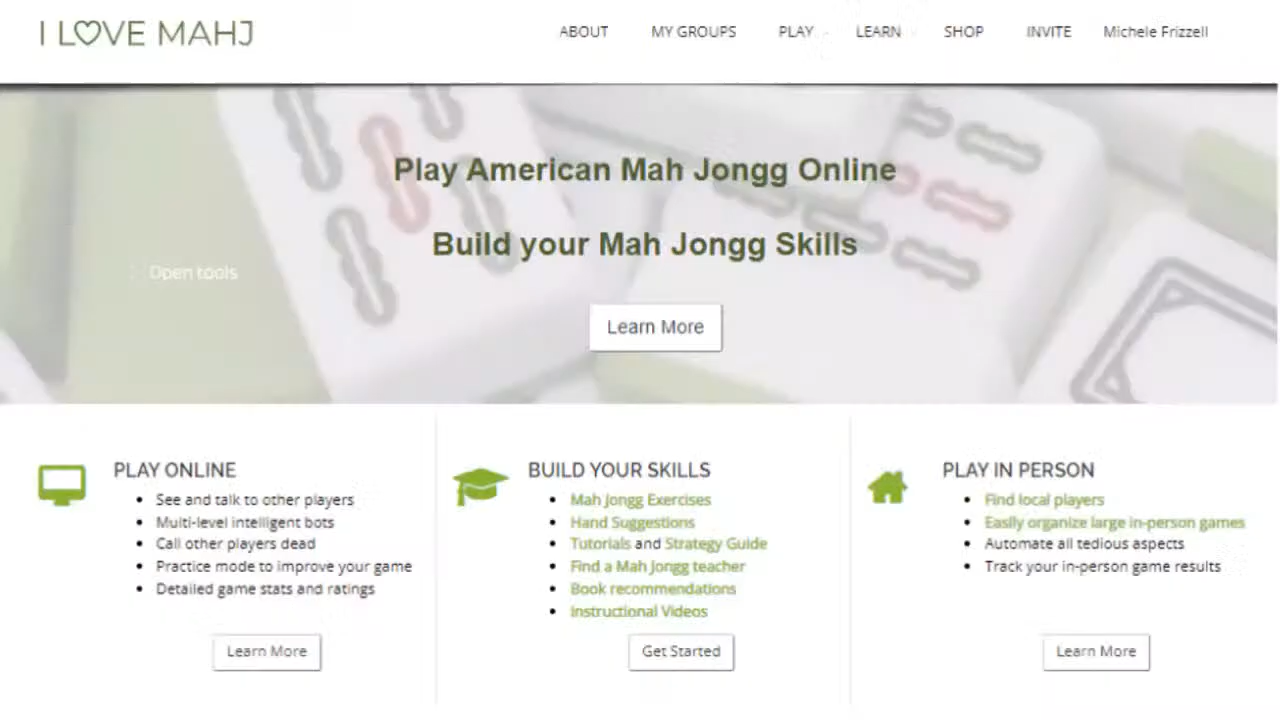 I LOVE MAHJ
ABOUT MY GROUPS PLAY LEARN SHOP INVITE Michele Frizzell
Play American Mah Jongg Online
Build your Mah Jongg Skills
Open tools
Learn More
PLAY ONLINE
See and talk to other players
Multi-level intelligent bots
Call other players dead
Practice mode to improve your game
Detailed game stats and ratings
Learn More
BUILD YOUR SKILLS
Mah Jongg Exercises
Hand Suggestions
Tutorials and Strategy Guide
Find a Mah Jongg teacher
Book recommendations
Instructional Videos
Get Started
PLAY IN PERSON
Find local players
Easily organize large in-person games
Automate all tedious aspects
Track your in-person game results
Learn More